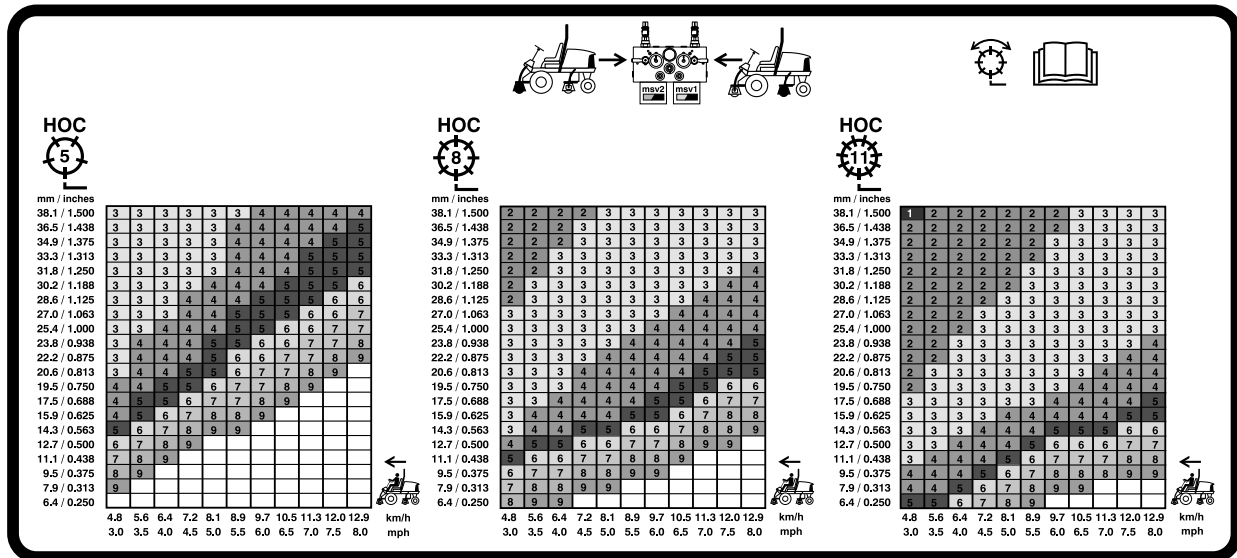 msv2 msv1
HOC
5
mm / inches
38.1 / 1.500 3 3 3 3 3 3 4 4 4 4 4
36.5 / 1.438 3 3 3 3 3 4 4 4 4 4 5
34.9 / 1.375 3 3 3 3 3 4 4 4 4 5 5
33.3 / 1.313 3 3 3 3 3 4 4 4 5 5 5
31.8 / 1.250 3 3 3 3 3 4 4 4 5 5 5
30.2 / 1.188 3 3 3 3 4 4 4 5 5 5 6
28.6 / 1.125 3 3 3 4 4 4 5 5 5 6 6
27.0 / 1.063 3 3 3 4 4 5 5 5 6 6 6
25.4 / 1.000 3 3 4 4 4 5 5 6 6 7 7
23.8 / 0.938 3 4 4 4 5 5 6 6 7 7 8
22.2 / 0.875 3 4 4 4 5 6 6 7 7 8 9
20.6 / 0.813 3 4 4 5 5 6 7 7 8 9
19.5 / 0.750 4 4 5 5 6 7 7 8 9
17.5 / 0.688 4 5 5 6 7 7 8 9
15.9 / 0.625 4 5 6 7 8 8 9
14.3 / 0.563 5 6 7 8 9 9
12.7 / 0.500 6 7 8 9
11.1 / 0.438 7 8 9
9.5 / 0.375 8 9
7.9 / 0.313 9
6.4 / 0.250
4.8 5.6 6.4 7.2 8.1 8.9 9.7 10.5 11.3 12.0 12.9 km/h
3.0 3.5 4.0 4.5 5.0 5.5 6.0 6.5 7.0 7.5 8.0 mph
HOC
8
mm / inches
38.1 / 1.500 2 2 2 2 3 3 3 3 3 3 3
36.5 / 1.438 2 2 2 3 3 3 3 3 3 3 3
34.9 / 1.375 2 2 2 3 3 3 3 3 3 3 3
33.3 / 1.313 2 2 3 3 3 3 3 3 3 3 3
31.8 / 1.250 2 2 3 3 3 3 3 3 3 3 4
30.2 / 1.188 2 3 3 3 3 3 3 3 3 4 4
28.6 / 1.125 2 3 3 3 3 3 3 3 4 4 4
27.0 / 1.063 3 3 3 3 3 3 3 4 4 4 4
25.4 / 1.000 3 3 3 3 3 3 4 4 4 4 4
23.8 / 0.938 3 3 3 3 3 4 4 4 4 4 5
22.2 / 0.875 3 3 3 3 4 4 4 4 4 5 5
20.6 / 0.813 3 3 3 4 4 4 4 4 5 5 5
19.5 / 0.750 3 3 3 4 4 4 4 5 5 6 6
17.5 / 0.688 3 3 4 4 4 5 5 6 6 7 7
15.9 / 0.625 3 4 4 4 4 5 5 6 7 8 8
14.3 / 0.563 3 4 4 5 5 6 6 7 8 8 9
12.7 / 0.500 4 5 5 6 6 7 7 8 9 9
11.1 / 0.438 5 6 6 7 7 8 8 9
9.5 / 0.375 6 7 7 8 8 9 9
7.9 / 0.313 7 8 8 9 9
6.4 / 0.250 8 9 9
4.8 5.6 6.4 7.2 8.1 8.9 9.7 10.5 11.3 12.0 12.9 km/h
3.0 3.5 4.0 4.5 5.0 5.5 6.0 6.5 7.0 7.5 8.0 mph
HOC
11
mm / inches
38.1 / 1.500 1 2 2 2 2 2 2 3 3 3 3
36.5 / 1.438 2 2 2 2 2 2 2 3 3 3 3
34.9 / 1.375 2 2 2 2 2 2 3 3 3 3 3
33.3 / 1.313 2 2 2 2 2 2 3 3 3 3 3
31.8 / 1.250 2 2 2 2 2 3 3 3 3 3 3
30.2 / 1.188 2 2 2 2 2 3 3 3 3 3 3
28.6 / 1.125 2 2 2 2 3 3 3 3 3 3 3
27.0 / 1.063 2 2 2 3 3 3 3 3 3 3 3
25.4 / 1.000 2 2 2 3 3 3 3 3 3 3 3
23.8 / 0.938 2 2 3 3 3 3 3 3 3 3 4
22.2 / 0.875 2 2 3 3 3 3 3 3 3 4 4
20.6 / 0.813 2 3 3 3 3 3 3 3 3 4 4
19.5 / 0.750 2 3 3 3 3 3 3 4 4 4 4
17.5 / 0.688 3 3 3 3 3 3 4 4 4 4 5
15.9 / 0.625 3 3 3 3 4 4 4 4 4 5 5
14.3 / 0.563 3 3 3 4 4 4 5 5 5 6 6
12.7 / 0.500 3 3 4 4 4 5 6 6 6 7 7
11.1 / 0.438 3 4 4 4 5 6 6 7 7 8 8
9.5 / 0.375 4 4 4 5 6 7 8 8 8 9 9
7.9 / 0.313 4 4 5 6 7 8 9 9
6.4 / 0.250 5 5 6 7 8 9
4.8 5.6 6.4 7.2 8.1 8.9 9.7 10.5 11.3 12.0 12.9 km/h
3.0 3.5 4.0 4.5 5.0 5.5 6.0 6.5 7.0 7.5 8.0 mph